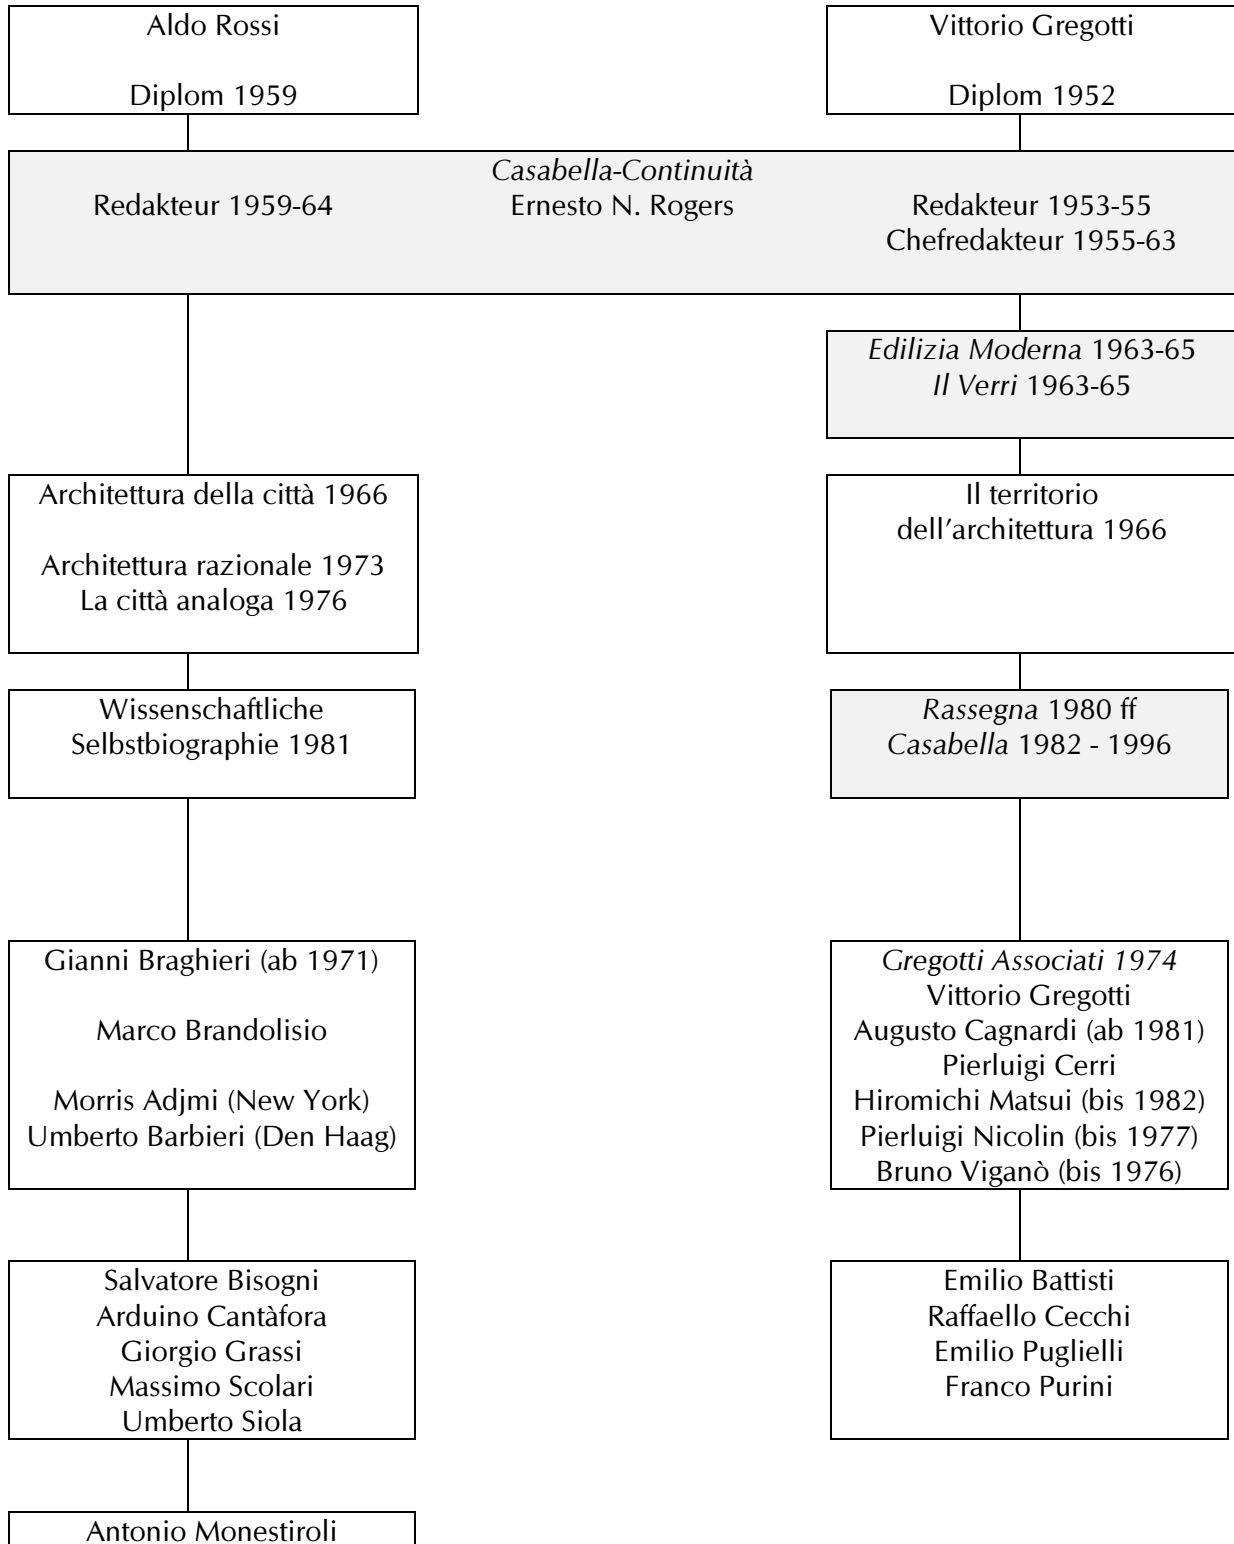 Aldo Rossi
Diplom 1959
Vittorio Gregotti
Diplom 1952
Casabella-Continuità
Redakteur 1959-64
Ernesto N. Rogers
Redakteur 1953-55
Chefredakteur 1955-63
Edilizia Moderna 1963-65
Il Verri 1963-65
Architettura della città 1966
Architettura razionale 1973
La città analoga 1976
Il territorio
dell’architettura 1966
Wissenschaftliche
Selbstbiographie 1981
Rassegna 1980 ff
Casabella 1982 - 1996
Gianni Braghieri (ab 1971)
Marco Brandolisio
Morris Adjmi (New York)
Umberto Barbieri (Den Haag)
Gregotti Associati 1974
Vittorio Gregotti
Augusto Cagnardi (ab 1981)
Pierluigi Cerri
Hiromichi Matsui (bis 1982)
Pierluigi Nicolin (bis 1977)
Bruno Viganò (bis 1976)
Salvatore Bisogni
Arduino Cantàfora
Giorgio Grassi
Massimo Scolari
Umberto Siola
Emilio Battisti
Raffaello Cecchi
Emilio Puglielli
Franco Purini
Antonio Monestiroli